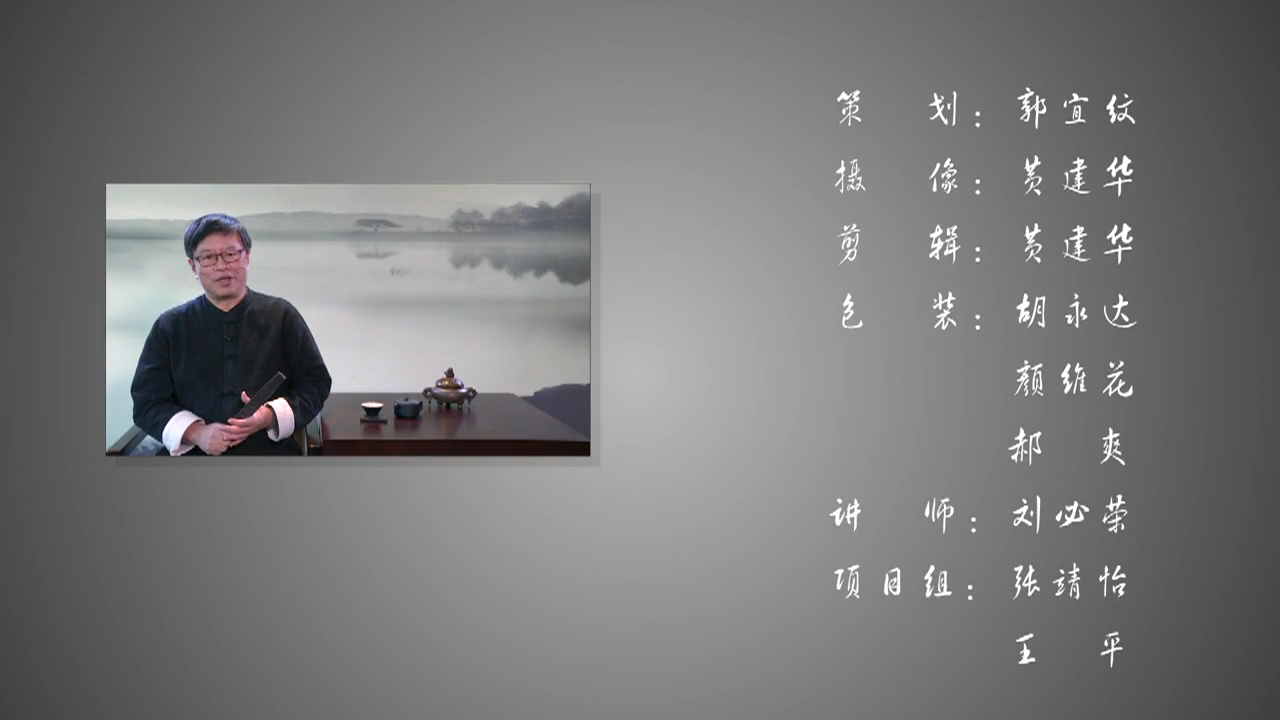 策划：郭宜纹
摄像：黄建华
剪辑：黄建华
包装：胡永达
颜维花
郝爽
讲师：刘必荣
项目组：张靖怡
王平